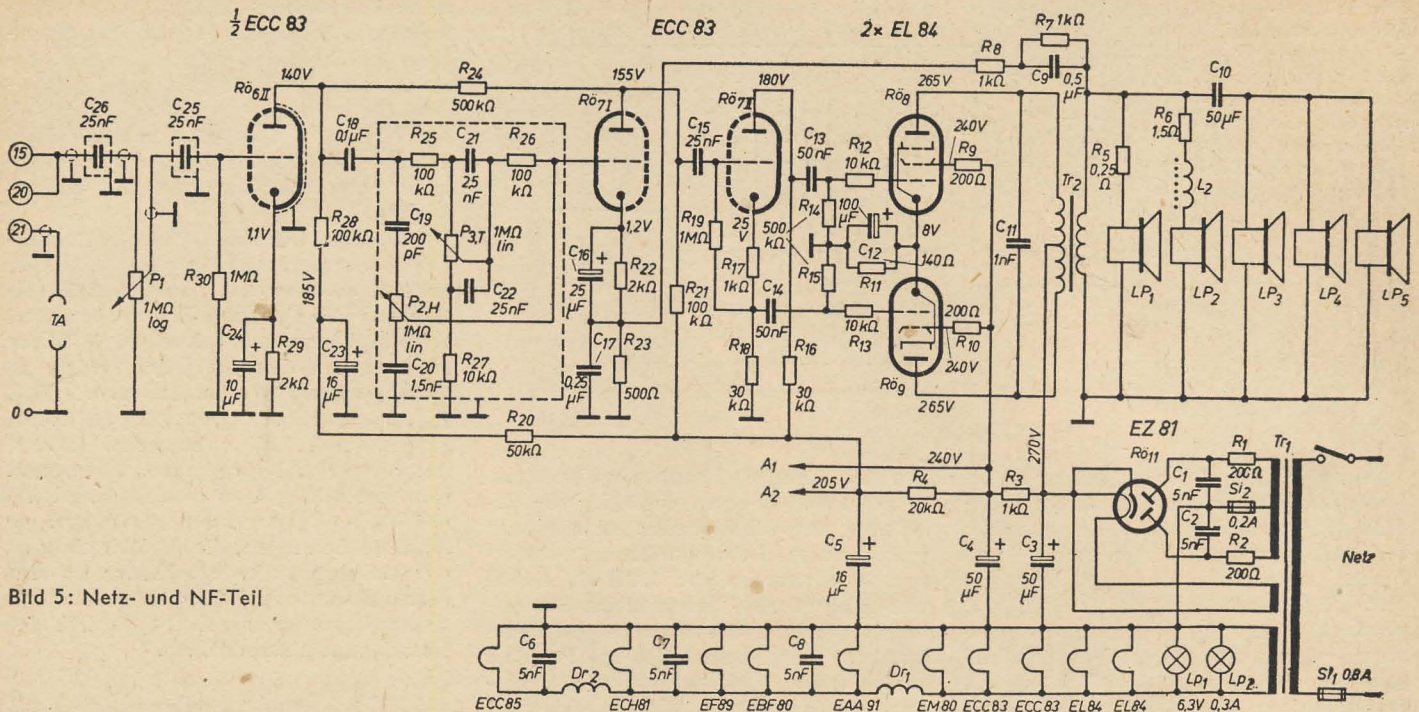 ½ ECC 83
ECC 83
2x EL 84
R7 1kΩ
R8
1kΩ
C9 0,5 µF
C26
25nF
C25
25nF
Rö6II
140V
R24
500kΩ
155V
Rö7I
180V
Rö7II
Rö8
265V
C10
50µF
15
20
21
C18
0,1µF
R25
100 kΩ
C21
2,5 nF
R26
100 kΩ
C15
25nF
C13
50nF
R12
10kΩ
240V
R9
200Ω
R5
0,25 Ω
R6
1,5Ω
L2
Tr2
1,1V
R28
100kΩ
C19
200 pF
P3,T
1MΩ lin
1,2V
C16
25 µF
R22
2kΩ
R19
1MΩ
25 V
R14
500 kΩ
R15
100 µF
C12
8V
140Ω
R11
C11
1nF
TA
P1
1MΩ log
R30
1MΩ
185V
P2,H
1MΩ lin
C22
25nF
R21
100 kΩ
R17
1kΩ
C14
50nF
10kΩ
R13
200Ω
R10
240V
LP1
LP2
LP3
LP4
LP5
C24
10 µF
R29
2kΩ
C23
16 µF
C20
1,5nF
R27
10kΩ
C17
0,25 µF
R23
500Ω
R18
30 kΩ
R16
30 kΩ
Rö9
265V
0
R20
50kΩ
EZ 81
Rö11
R1
200Ω
Tr1
A1
240V
270V
C1
5nF
Si2
0,2A
A2
205V
R4
20kΩ
R3
1kΩ
C2
5nF
R2
200Ω
Netz
C5
16 µF
C4
50 µF
C3
50 µF
Bild 5: Netz- und NF-Teil
C6
5nF
Dr2
C7
5nF
C8
5nF
Dr1
Lp1
Lp2
Si1 0,8A
ECC85
ECH81
EF89
EBF80
EAA 91
EM80
ECC83
ECC83
EL84
EL84
6,3V 0,3A